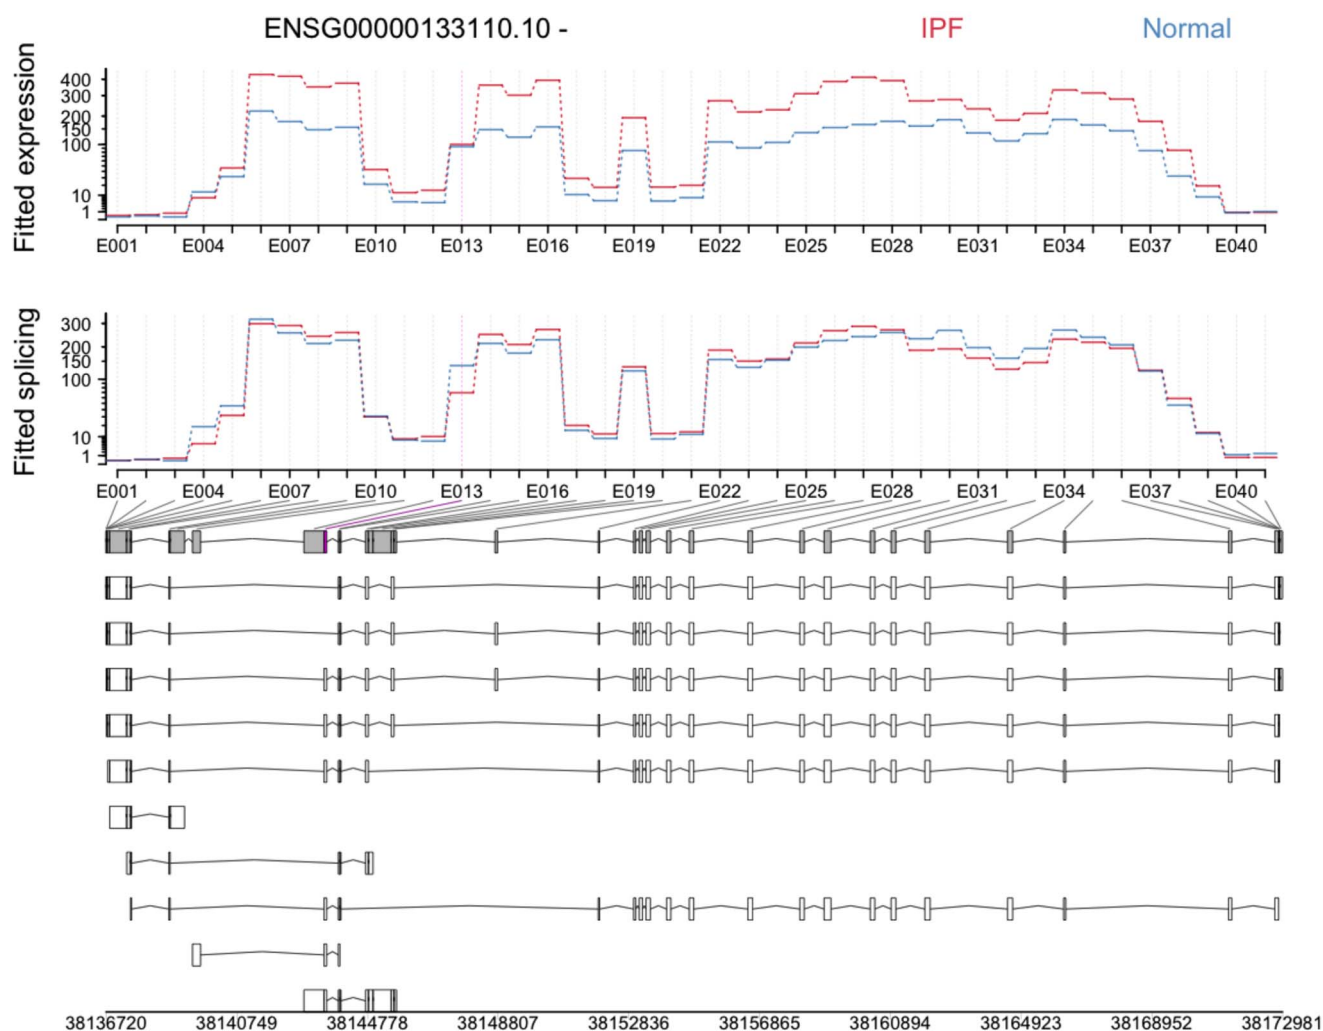 ENSG00000133110.10 - IPF Normal
Fitted expression
400
300
200
150
100
10
1
E001 E004 E007 E010 E013 E016 E019 E022 E025 E028 E031 E034 E037 E040
Fitted splicing
300
200
150
100
10
1
E001 E004 E007 E010 E013 E016 E019 E022 E025 E028 E031 E034 E037 E040
38136720 38140749 38144778 38148807 38152836 38156865 38160894 38164923 38168952 38172981